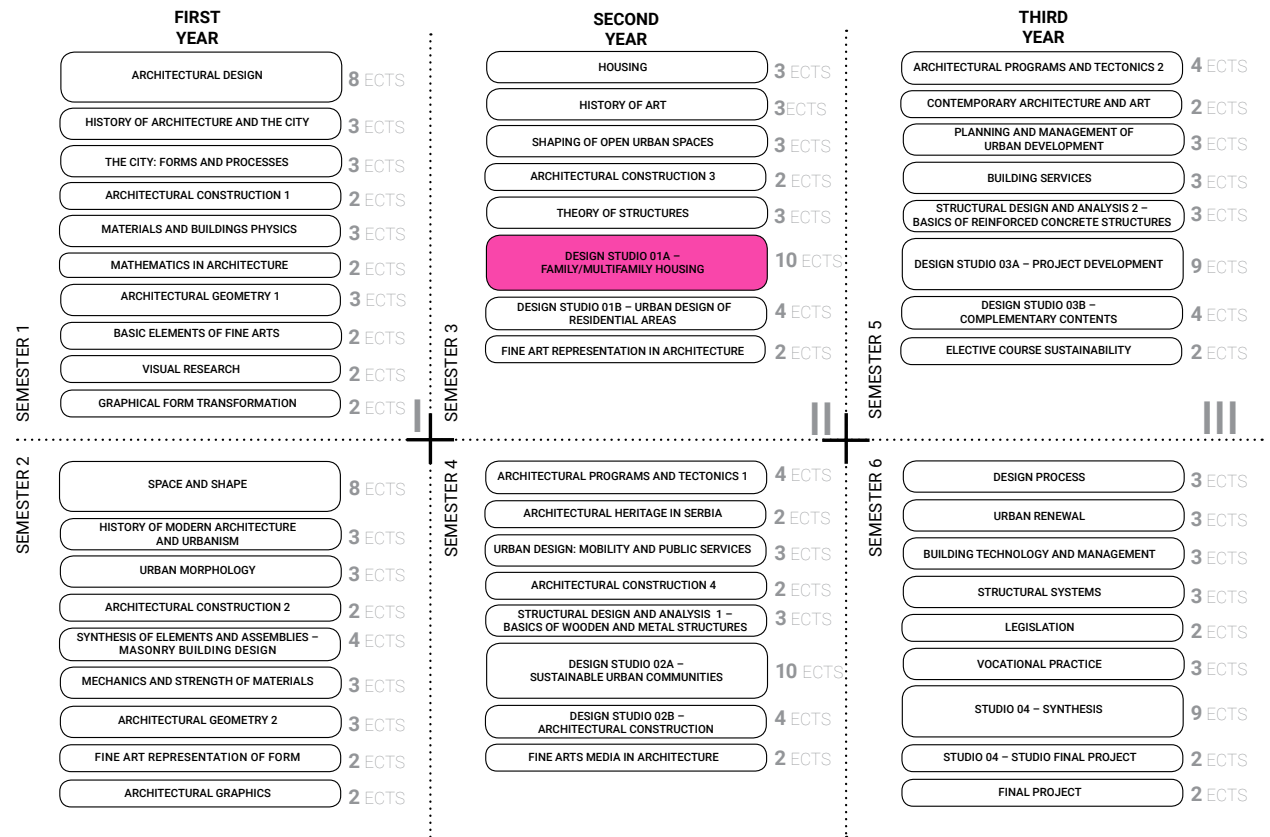 FIRST
YEAR
SEMESTER 1
ARCHITECTURAL DESIGN
8 ECTS
HISTORY OF ARCHITECTURE AND THE CITY
3 ECTS
THE CITY: FORMS AND PROCESSES
3 ECTS
ARCHITECTURAL CONSTRUCTION 1
2 ECTS
MATERIALS AND BUILDINGS PHYSICS
3 ECTS
MATHEMATICS IN ARCHITECTURE
2 ECTS
ARCHITECTURAL GEOMETRY 1
3 ECTS
BASIC ELEMENTS OF FINE ARTS
2 ECTS
VISUAL RESEARCH
2 ECTS
GRAPHICAL FORM TRANSFORMATION
2 ECTS
I
SEMESTER 2
SPACE AND SHAPE
8 ECTS
HISTORY OF MODERN ARCHITECTURE
AND URBANISM
3 ECTS
URBAN MORPHOLOGY
3 ECTS
ARCHITECTURAL CONSTRUCTION 2
2 ECTS
SYNTHESIS OF ELEMENTS AND ASSEMBLIES –
MASONRY BUILDING DESIGN
4 ECTS
MECHANICS AND STRENGTH OF MATERIALS
3 ECTS
ARCHITECTURAL GEOMETRY 2
3 ECTS
FINE ART REPRESENTATION OF FORM
2 ECTS
ARCHITECTURAL GRAPHICS
2 ECTS
SECOND
YEAR
SEMESTER 3
HOUSING
3 ECTS
HISTORY OF ART
3ECTS
SHAPING OF OPEN URBAN SPACES
3 ECTS
ARCHITECTURAL CONSTRUCTION 3
2 ECTS
THEORY OF STRUCTURES
3 ECTS
DESIGN STUDIO 01A –
FAMILY/MULTIFAMILY HOUSING
10 ECTS
DESIGN STUDIO 01B – URBAN DESIGN OF
RESIDENTIAL AREAS
4 ECTS
FINE ART REPRESENTATION IN ARCHITECTURE
2 ECTS
II
SEMESTER 4
ARCHITECTURAL PROGRAMS AND TECTONICS 1
4 ECTS
ARCHITECTURAL HERITAGE IN SERBIA
2 ECTS
URBAN DESIGN: MOBILITY AND PUBLIC SERVICES
3 ECTS
ARCHITECTURAL CONSTRUCTION 4
2 ECTS
STRUCTURAL DESIGN AND ANALYSIS 1 –
BASICS OF WOODEN AND METAL STRUCTURES
3 ECTS
DESIGN STUDIO 02A –
SUSTAINABLE URBAN COMMUNITIES
10 ECTS
DESIGN STUDIO 02B –
ARCHITECTURAL CONSTRUCTION
4 ECTS
FINE ARTS MEDIA IN ARCHITECTURE
2 ECTS
THIRD
YEAR
SEMESTER 5
ARCHITECTURAL PROGRAMS AND TECTONICS 2
4 ECTS
CONTEMPORARY ARCHITECTURE AND ART
2 ECTS
PLANNING AND MANAGEMENT OF
URBAN DEVELOPMENT
3 ECTS
BUILDING SERVICES
3 ECTS
STRUCTURAL DESIGN AND ANALYSIS 2 –
BASICS OF REINFORCED CONCRETE STRUCTURES
3 ECTS
DESIGN STUDIO 03A – PROJECT DEVELOPMENT
9 ECTS
DESIGN STUDIO 03B –
COMPLEMENTARY CONTENTS
4 ECTS
ELECTIVE COURSE SUSTAINABILITY
2 ECTS
III
SEMESTER 6
DESIGN PROCESS
3 ECTS
URBAN RENEWAL
3 ECTS
BUILDING TECHNOLOGY AND MANAGEMENT
3 ECTS
STRUCTURAL SYSTEMS
3 ECTS
LEGISLATION
2 ECTS
VOCATIONAL PRACTICE
3 ECTS
STUDIO 04 – SYNTHESIS
9 ECTS
STUDIO 04 – STUDIO FINAL PROJECT
2 ECTS
FINAL PROJECT
2 ECTS